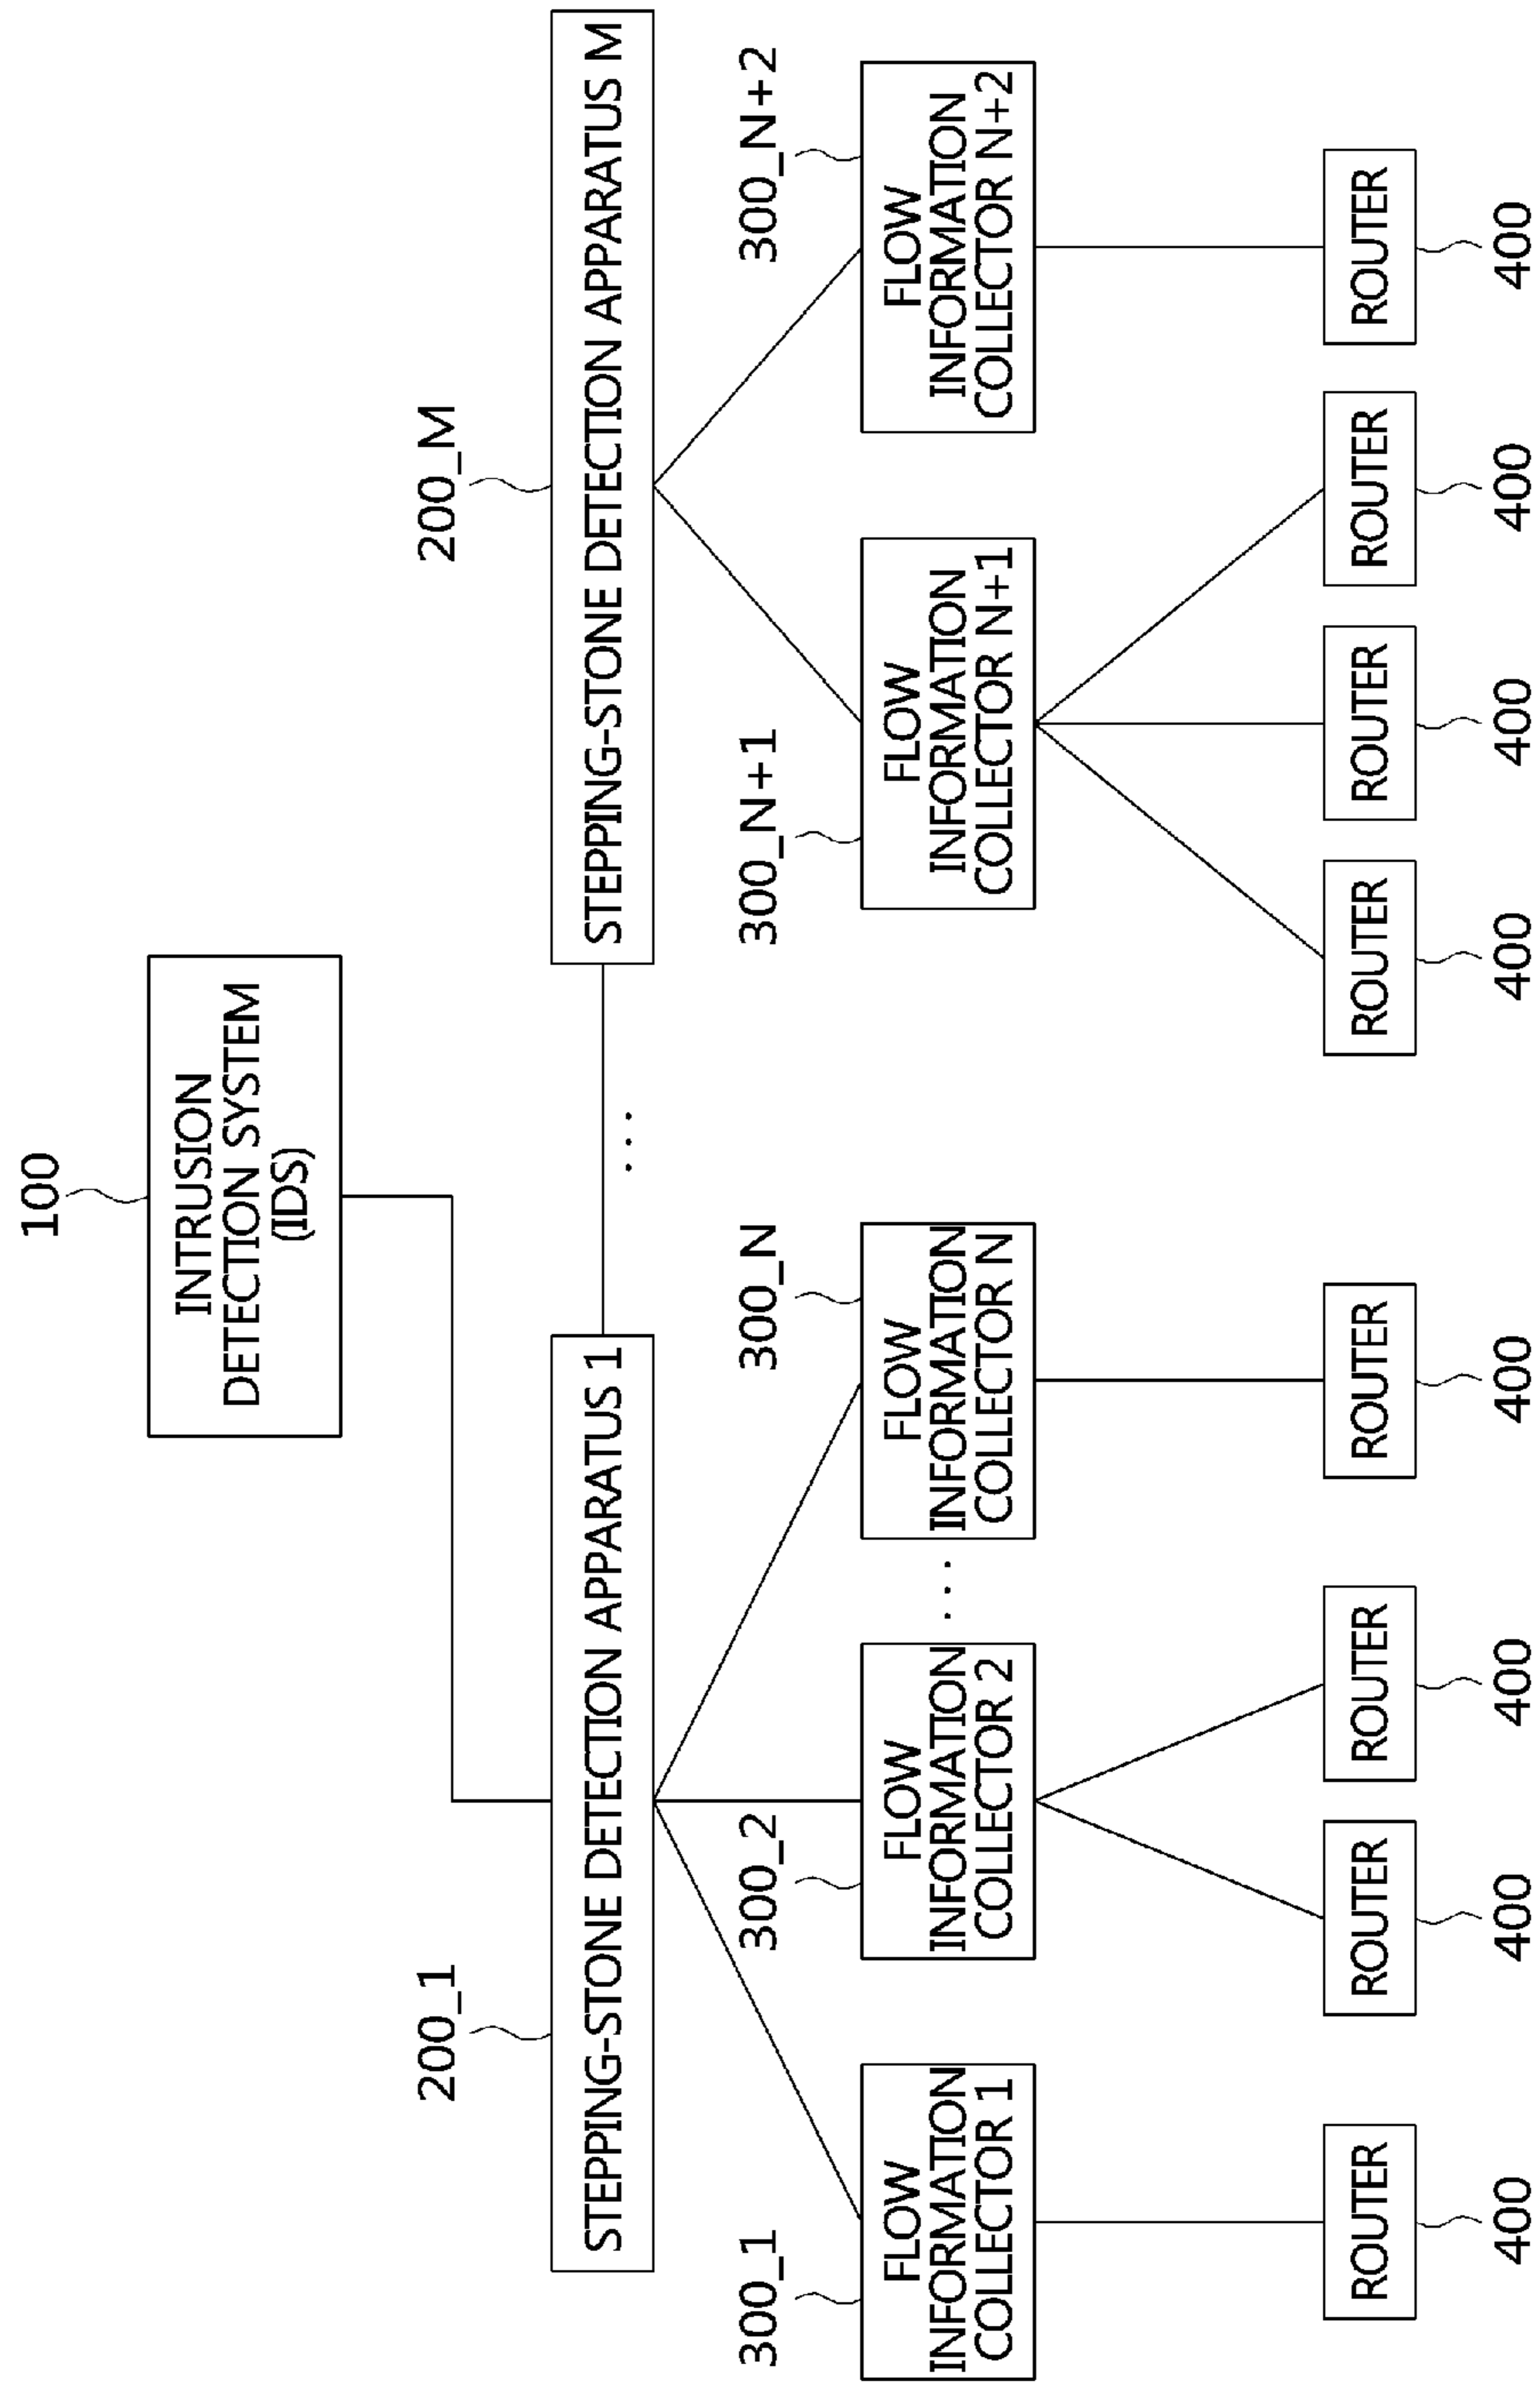 100
INTRUSION
DETECTION SYSTEM
(IDS)
200_1
200_M
STEPPING-STONE DETECTION APPARATUS 1
...
STEPPING-STONE DETECTION APPARATUS M
300_1
300_2
300_N
300_N+1
300_N+2
FLOW
INFORMATION
COLLECTOR 1
FLOW
INFORMATION
COLLECTOR 2
...
FLOW
INFORMATION
COLLECTOR N
FLOW
INFORMATION
COLLECTOR N+1
FLOW
INFORMATION
COLLECTOR N+2
ROUTER
ROUTER
ROUTER
ROUTER
ROUTER
ROUTER
ROUTER
ROUTER
400
400
400
400
400
400
400
400